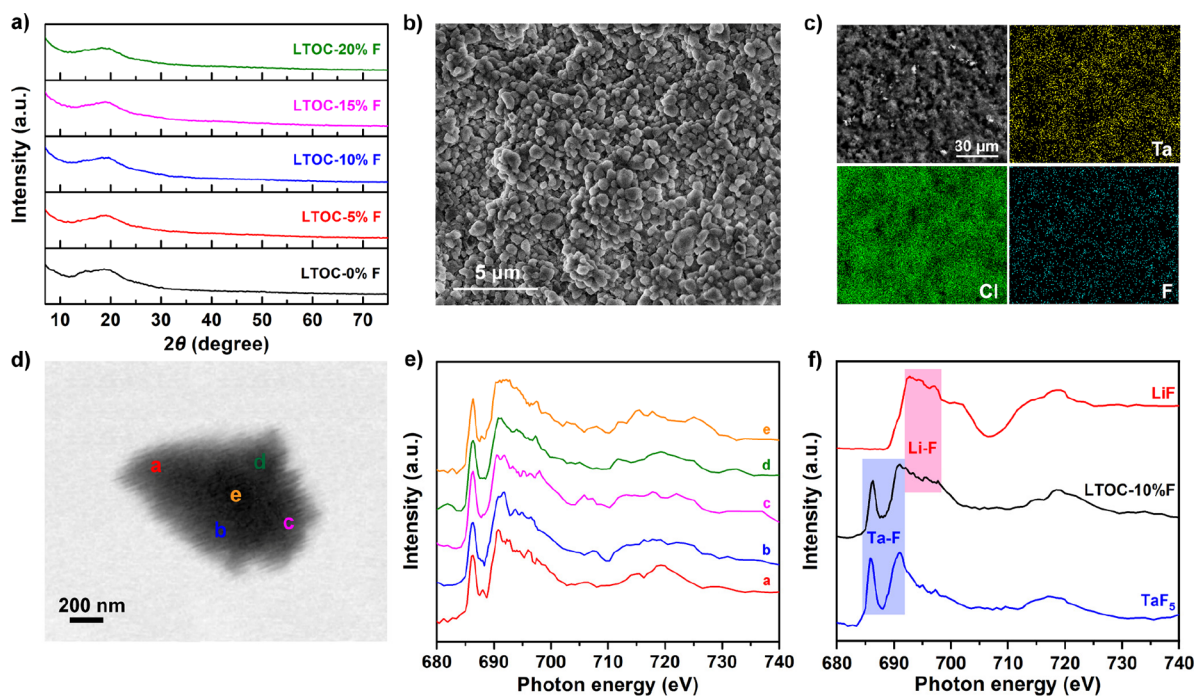 a)
Intensity (a.u.)
LTOC-20% F
LTOC-15% F
LTOC-10% F
LTOC-5% F
LTOC-0% F
10 20 30 40 50 60 70
2θ (degree)
b)
5 μm
c)
30 μm
Ta
Cl
F
d)
a
d
e
b
c
200 nm
e)
Intensity (a.u.)
e
d
c
b
a
680 690 700 710 720 730 740
Photon energy (eV)
f)
Intensity (a.u.)
LiF
Li-F
LTOC-10%F
Ta-F
TaF₅
680 690 700 710 720 730 740
Photon energy (eV)